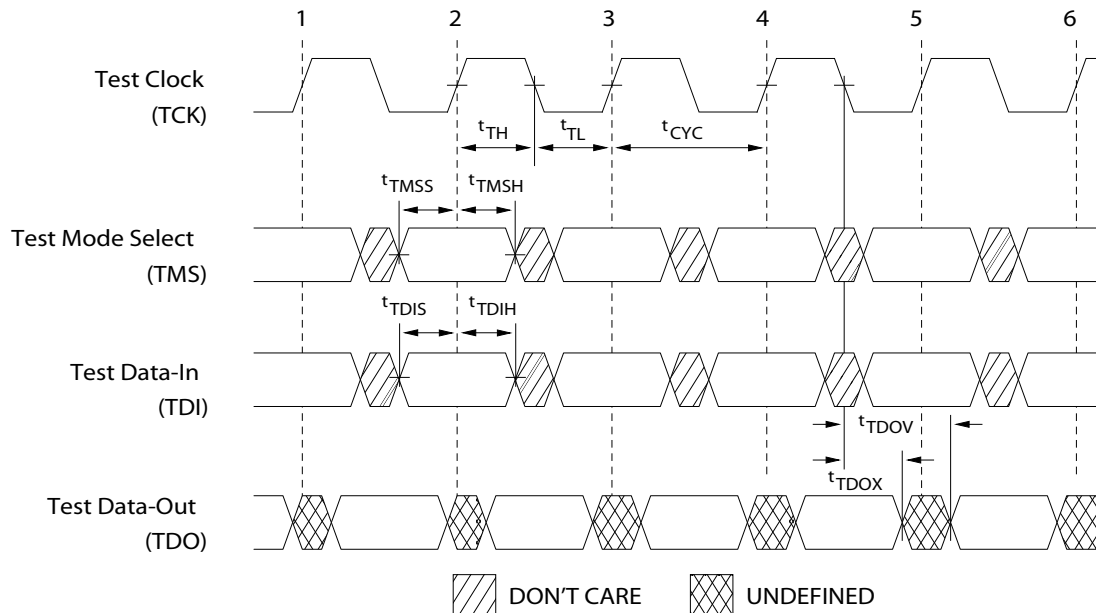 1 2 3 4 5 6
Test Clock
(TCK)
tTH tTL tCYC
tTMSS tTMSH
Test Mode Select
(TMS)
tTDIS tTDIH
Test Data-In
(TDI)
tTDOV
tTDOX
Test Data-Out
(TDO)
DON'T CARE UNDEFINED